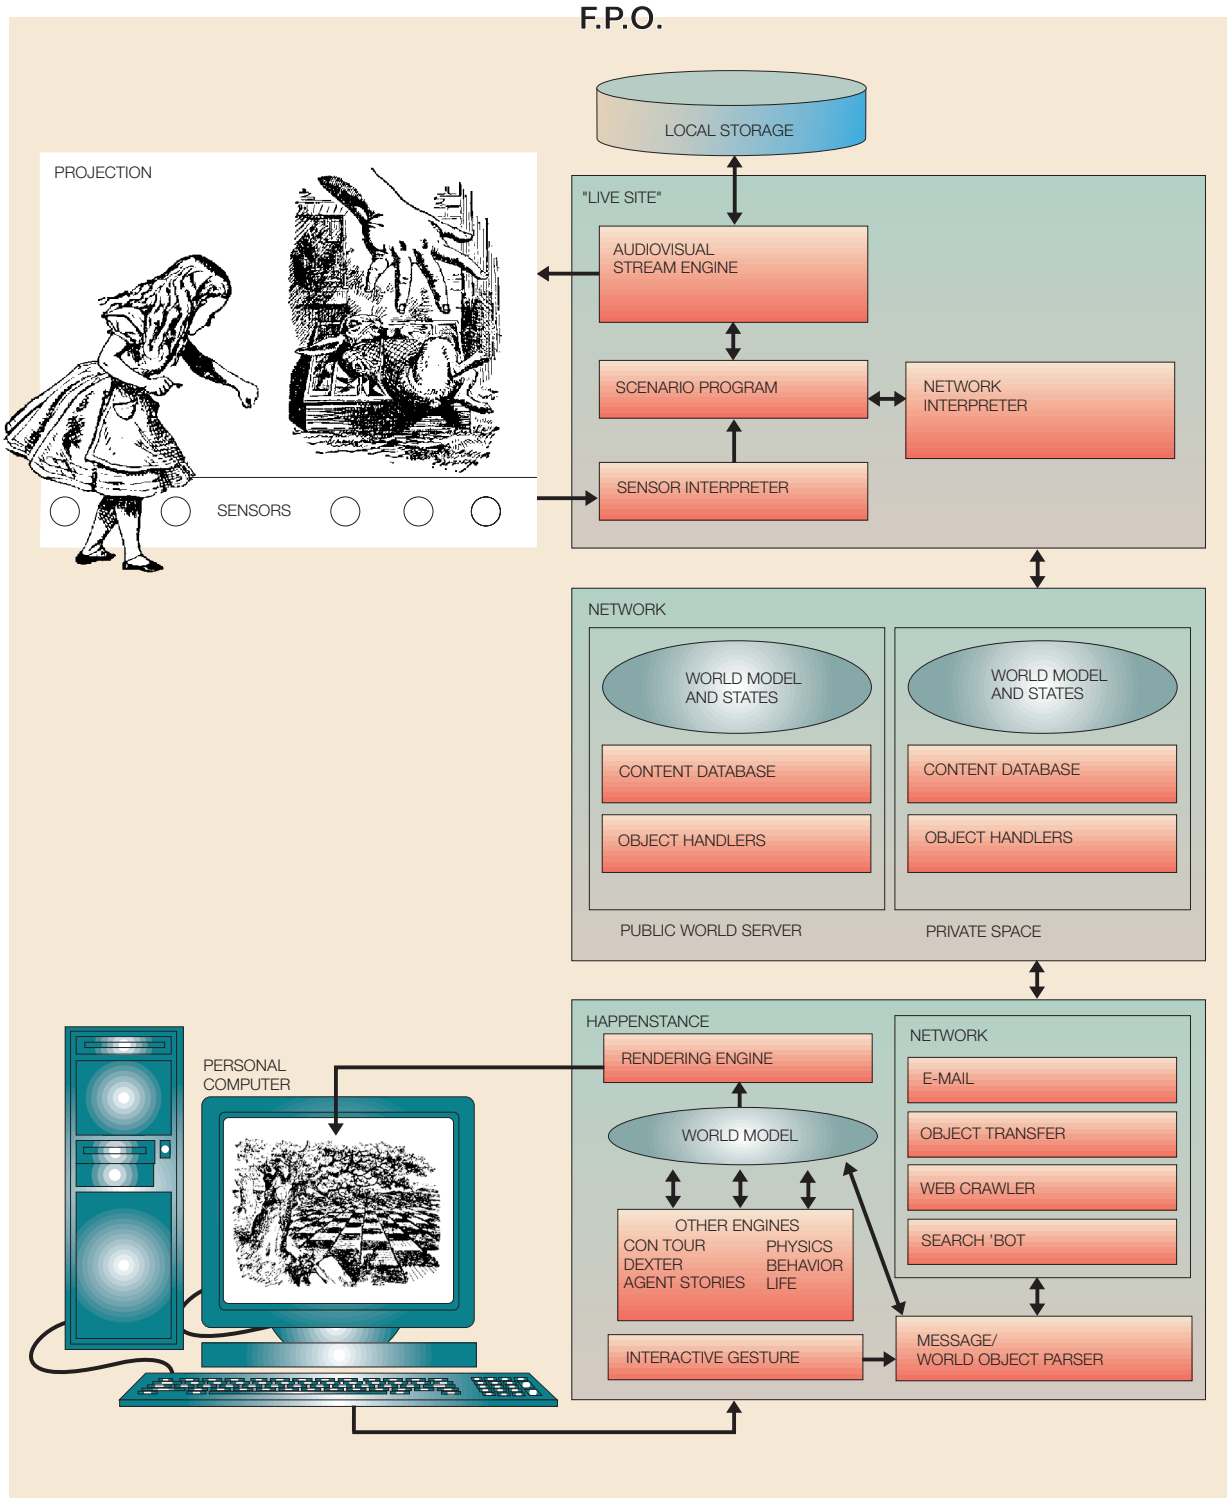 F.P.O.
LOCAL STORAGE
PROJECTION
"LIVE SITE"
AUDIOVISUAL
STREAM ENGINE
SCENARIO PROGRAM
NETWORK
INTERPRETER
SENSOR INTERPRETER
SENSORS
NETWORK
WORLD MODEL
AND STATES
CONTENT DATABASE
OBJECT HANDLERS
PUBLIC WORLD SERVER
WORLD MODEL
AND STATES
CONTENT DATABASE
OBJECT HANDLERS
PRIVATE SPACE
HAPPENSTANCE
RENDERING ENGINE
WORLD MODEL
OTHER ENGINES
CON TOUR
DEXTER
AGENT STORIES
PHYSICS
BEHAVIOR
LIFE
INTERACTIVE GESTURE
NETWORK
E-MAIL
OBJECT TRANSFER
WEB CRAWLER
SEARCH 'BOT
MESSAGE/
WORLD OBJECT PARSER
PERSONAL
COMPUTER